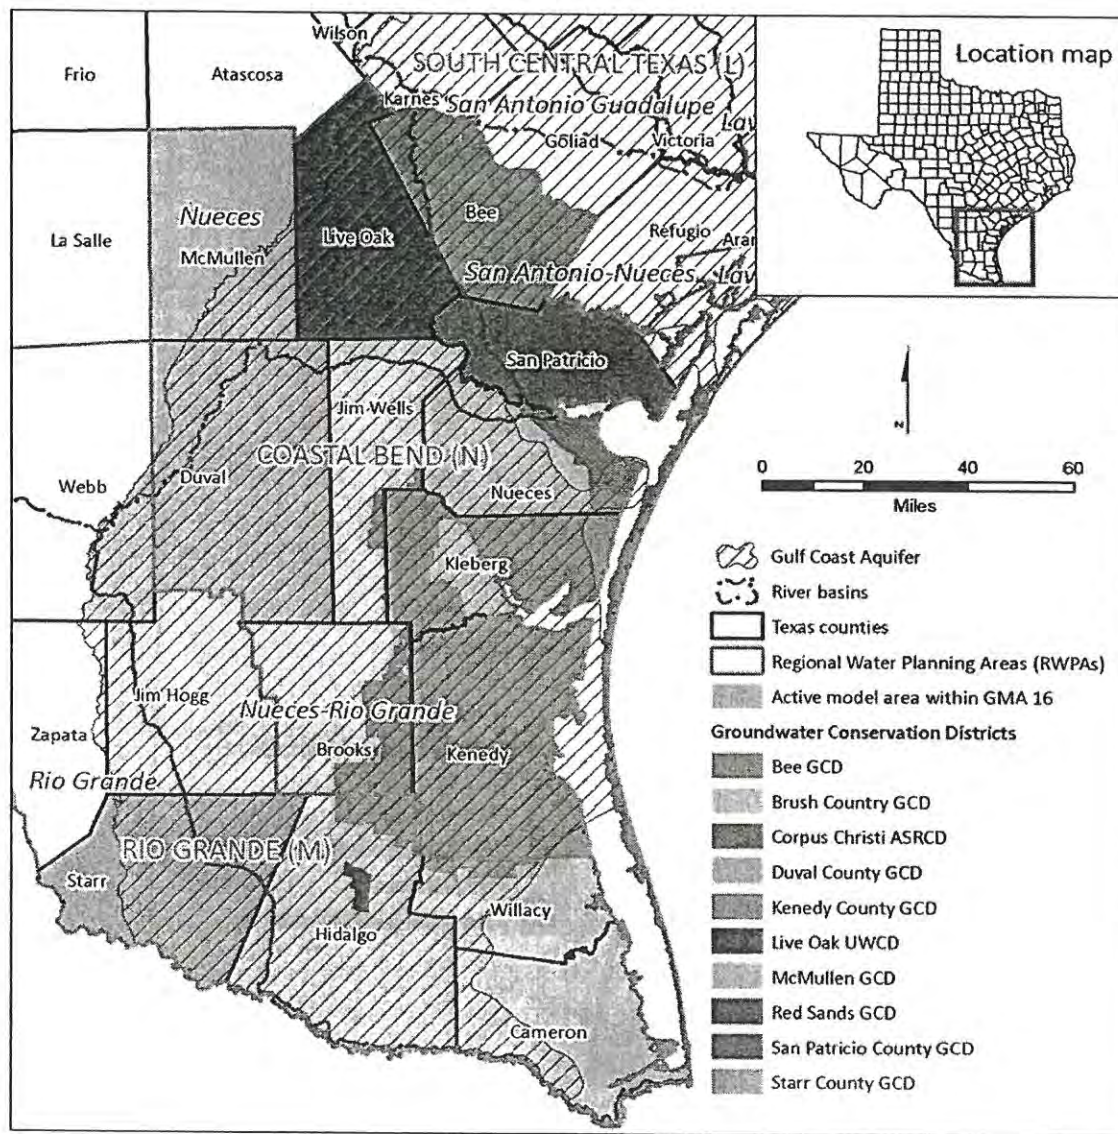 Wilson
Frio
Atascosa
SOUTH CENTRAL TEXAS (L)
Location map
Karnes
San Antonio Guadalupe
Lav
Goliad
Victoria
Nueces
Bee
La Salle
McMullen
Live Oak
Refugio
Aran
San Antonio-Nueces
Lav
San Patricio
Jim Wells
COASTAL BEND (N)
Duval
Webb
Nueces
Kleberg
Jim Hogg
Nueces-Rio Grande
Zapata
Brooks
Kenedy
Rio Grande
RIO GRANDE (M)
Starr
Willacy
Hidalgo
Cameron
N
0 20 40 60
Miles
Gulf Coast Aquifer
River basins
Texas counties
Regional Water Planning Areas (RWPAs)
Active model area within GMA 16
Groundwater Conservation Districts
Bee GCD
Brush Country GCD
Corpus Christi ASRCD
Duval County GCD
Kenedy County GCD
Live Oak UWCD
McMullen GCD
Red Sands GCD
San Patricio County GCD
Starr County GCD